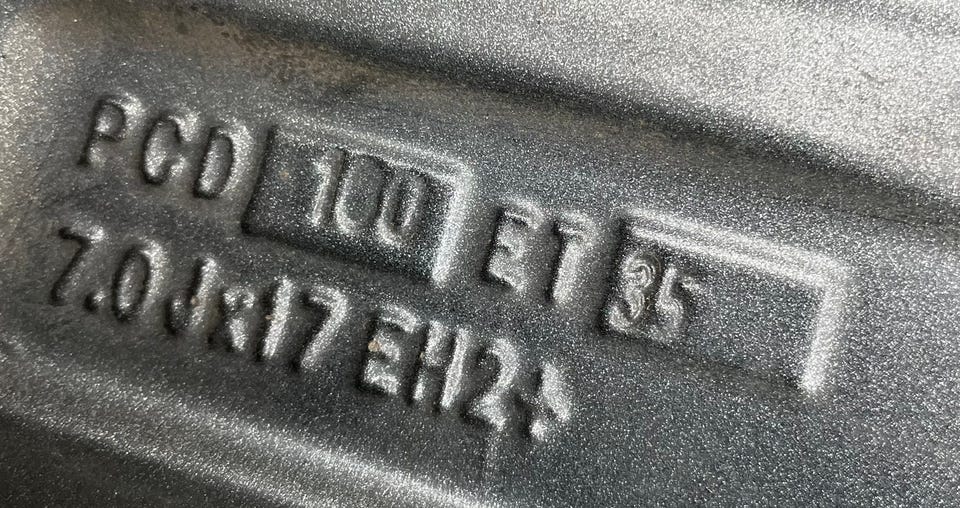 PCD 100 ET 35
7.0Jx17 EH2+